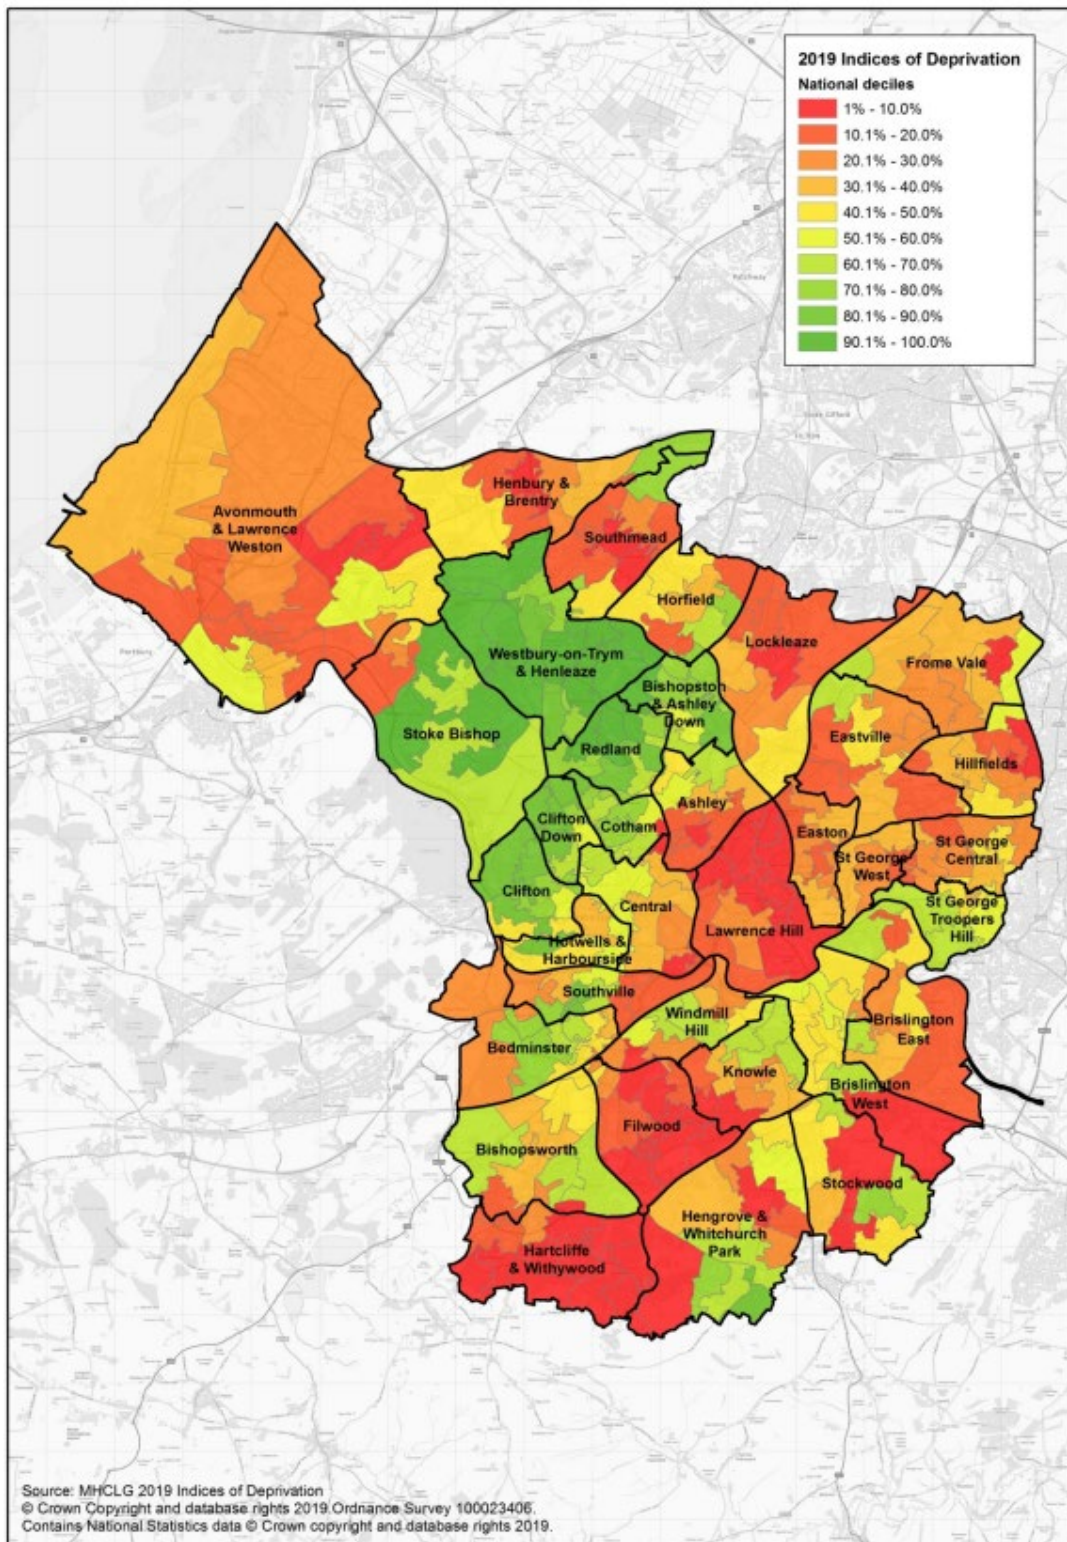 2019 Indices of Deprivation
National deciles
1% - 10.0%
10.1% - 20.0%
20.1% - 30.0%
30.1% - 40.0%
40.1% - 50.0%
50.1% - 60.0%
60.1% - 70.0%
70.1% - 80.0%
80.1% - 90.0%
90.1% - 100.0%
Henbury &
Brentry
Avonmouth
& Lawrence
Weston
Southmead
Horfield
Lockleaze
Westbury-on-Trym
& Henleaze
Frome Vale
Bishopston
& Ashley
Down
Stoke Bishop
Redland
Eastville
Hillfields
Ashley
Clifton
Down
Cotham
Easton
St George
West
St George
Central
Clifton
Central
St George
Troopers
Hill
Lawrence Hill
Hotwells &
Harbourside
Southville
Windmill
Hill
Brislington
East
Bedminster
Knowle
Brislington
West
Filwood
Bishopsworth
Stockwood
Hengrove &
Whitchurch
Park
Hartcliffe
& Withywood
Source: MHCLG 2019 Indices of Deprivation
© Crown Copyright and database rights 2019.Ordnance Survey 100023406.
Contains National Statistics data © Crown copyright and database rights 2019.